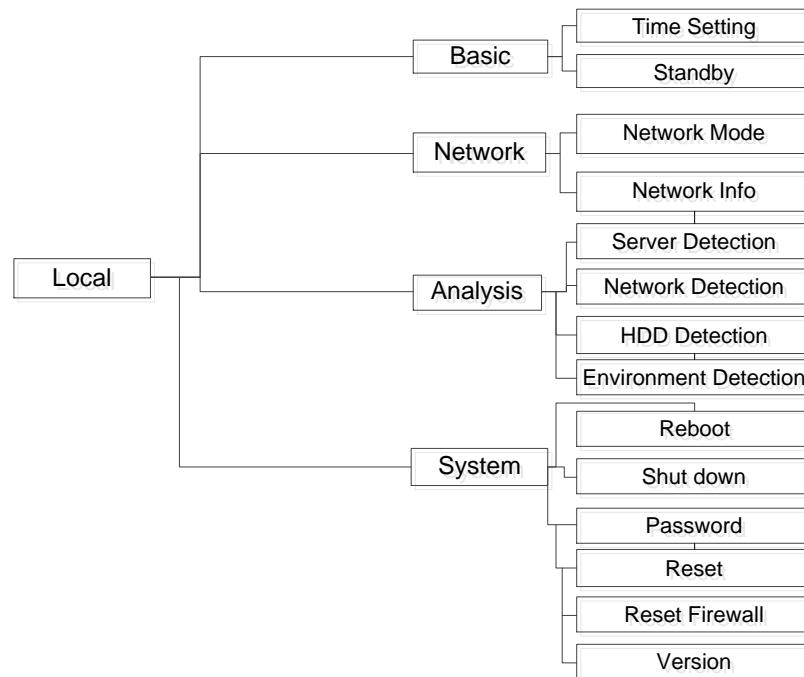 Local
Basic
Time Setting
Standby
Network
Network Mode
Network Info
Analysis
Server Detection
Network Detection
HDD Detection
Environment Detection
System
Reboot
Shut down
Password
Reset
Reset Firewall
Version